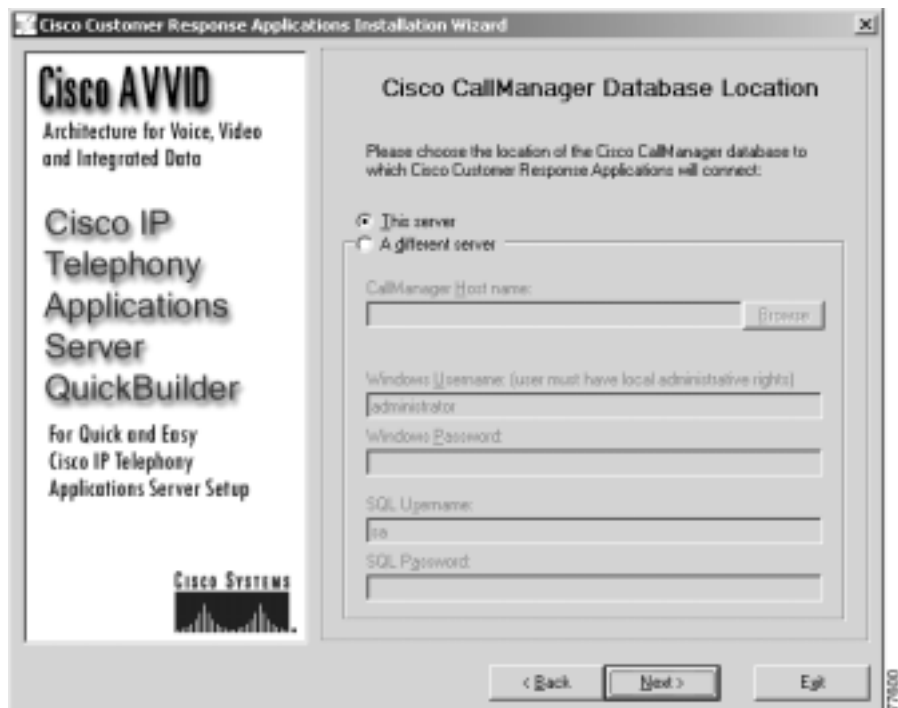 Cisco Customer Response Applications Installation Wizard
Cisco AVVID
Architecture for Voice, Video
and Integrated Data
Cisco IP
Telephony
Applications
Server
QuickBuilder
For Quick and Easy
Cisco IP Telephony
Applications Server Setup
CISCO SYSTEMS
Cisco CallManager Database Location
Please choose the location of the Cisco CallManager database to
which Cisco Customer Response Applications will connect:
This server
A different server
CallManager Host name:
Browse
Windows Username: (user must have local administrative rights)
administrator
Windows Password:
SQL Username:
sa
SQL Password:
< Back
Next >
Exit
77600